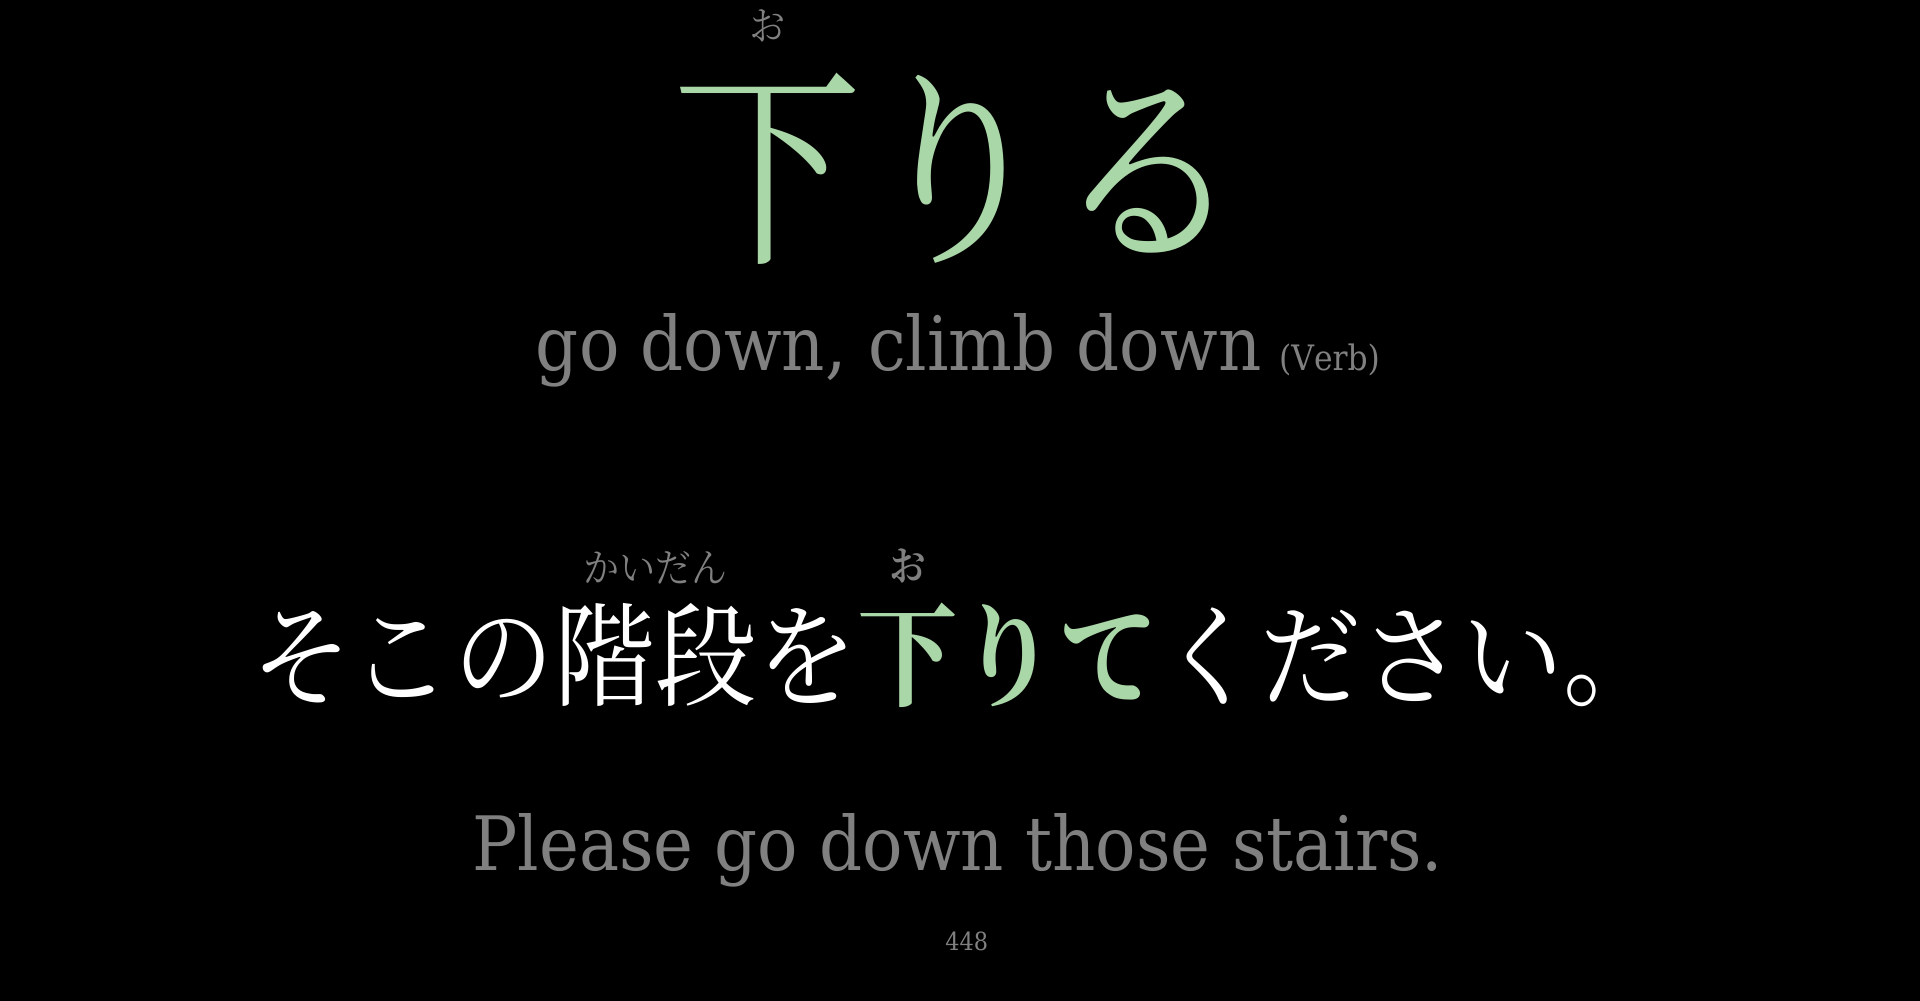 お
下りる
go down, climb down (Verb)
かいだん お
そこの階段を下りてください。
Please go down those stairs.
448